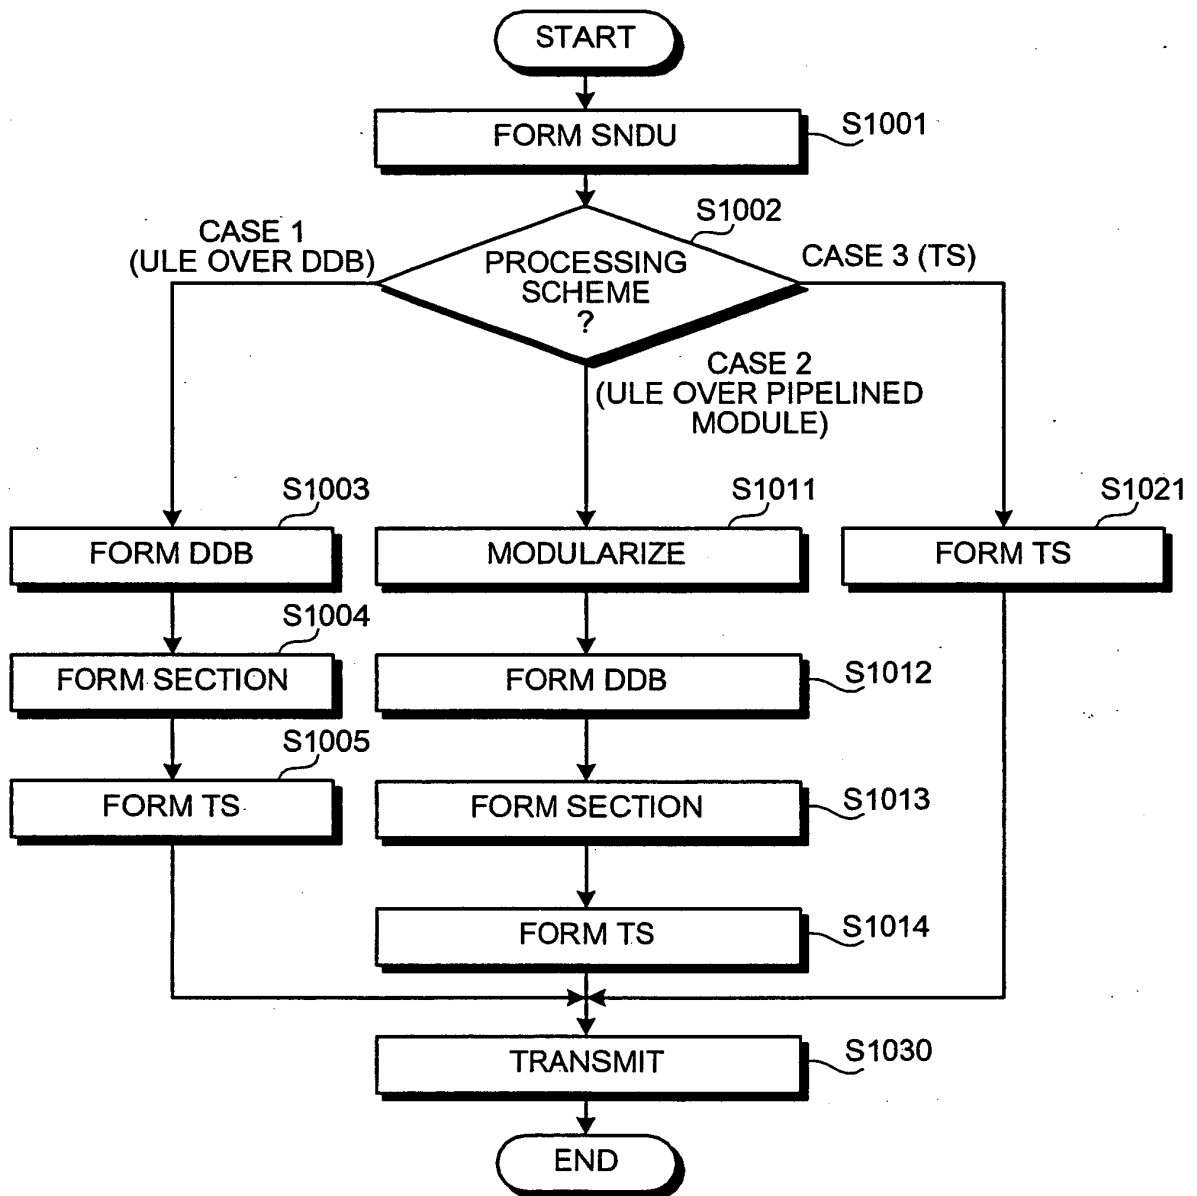 START
FORM SNDU
S1001
S1002
CASE 1
(ULE OVER DDB)
PROCESSING
SCHEME
?
CASE 3 (TS)
CASE 2
(ULE OVER PIPELINED
MODULE)
S1003
FORM DDB
S1011
MODULARIZE
S1021
FORM TS
S1004
FORM SECTION
FORM DDB
S1012
S1005
FORM TS
FORM SECTION
S1013
FORM TS
S1014
TRANSMIT
S1030
END